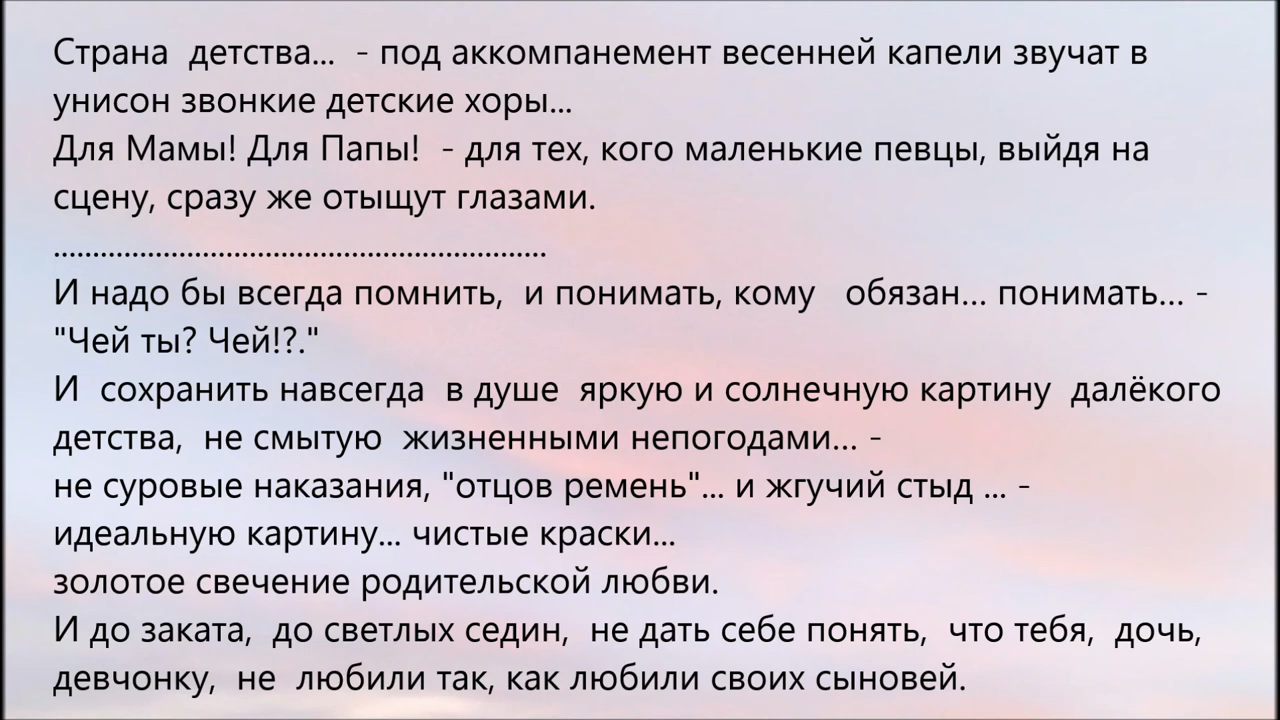 Страна  детства...  - под аккомпанемент весенней капели звучат в
унисон звонкие детские хоры...
Для Мамы! Для Папы!  - для тех, кого маленькие певцы, выйдя на
сцену, сразу же отыщут глазами.
...............................................................
И надо бы всегда помнить,  и понимать, кому   обязан... понимать... -
"Чей ты? Чей!?."
И  сохранить навсегда  в душе  яркую и солнечную картину  далёкого
детства,  не смытую  жизненными непогодами... -
не суровые наказания, "отцов ремень"... и жгучий стыд ... -
идеальную картину... чистые краски...
золотое свечение родительской любви.
И до заката,  до светлых седин,  не дать себе понять,  что тебя,  дочь,
девчонку,  не  любили так, как любили своих сыновей.